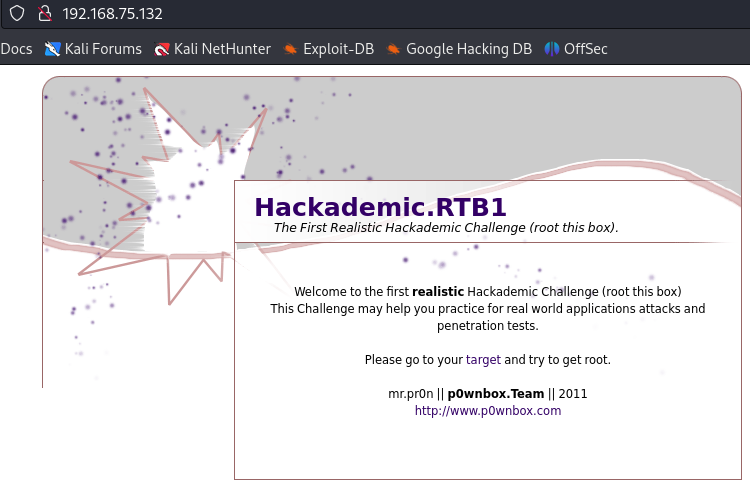 192.168.75.132
Docs Kali Forums Kali NetHunter Exploit-DB Google Hacking DB OffSec
Hackademic.RTB1
The First Realistic Hackademic Challenge (root this box).
Welcome to the first realistic Hackademic Challenge (root this box)
This Challenge may help you practice for real world applications attacks and
penetration tests.
Please go to your target and try to get root.
mr.pr0n || p0wnbox.Team || 2011
http://www.p0wnbox.com